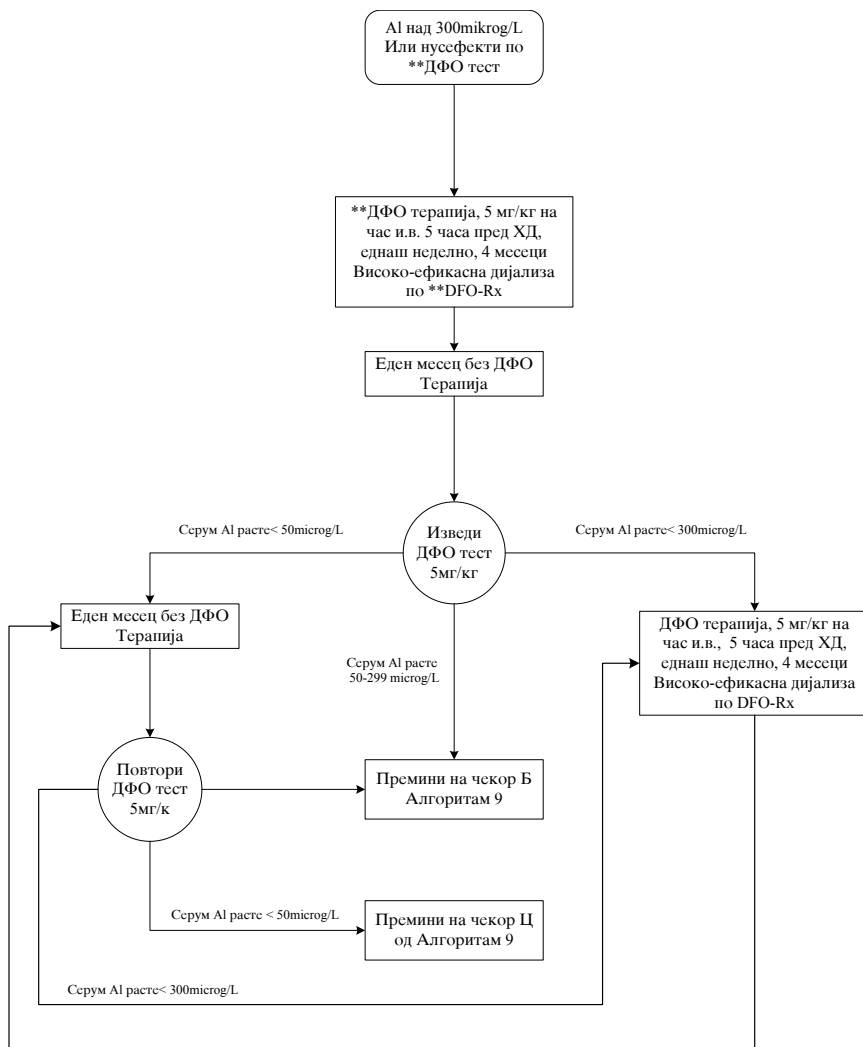 Al над 300mikrog/L
Или нусефекти по
**ДФО тест
**ДФО терапија, 5 мг/кг на
час и.в. 5 часа пред ХД,
еднаш неделно, 4 месеци
Високо-ефикасна дијализа
по **DFO-Rx
Еден месец без ДФО
Терапија
Серум Al расте< 50microg/L
Изведи
ДФО тест
5мг/кг
Серум Al расте< 300microg/L
Еден месец без ДФО
Терапија
Серум Al расте
50-299 microg/L
ДФО терапија, 5 мг/кг на
час и.в., 5 часа пред ХД,
еднаш неделно, 4 месеци
Високо-ефикасна дијализа
по DFO-Rx
Повтори
ДФО тест
5мг/к
Премини на чекор Б
Алгоритам 9
Серум Al расте < 50microg/L
Премини на чекор Ц
од Алгоритам 9
Серум Al расте< 300microg/L